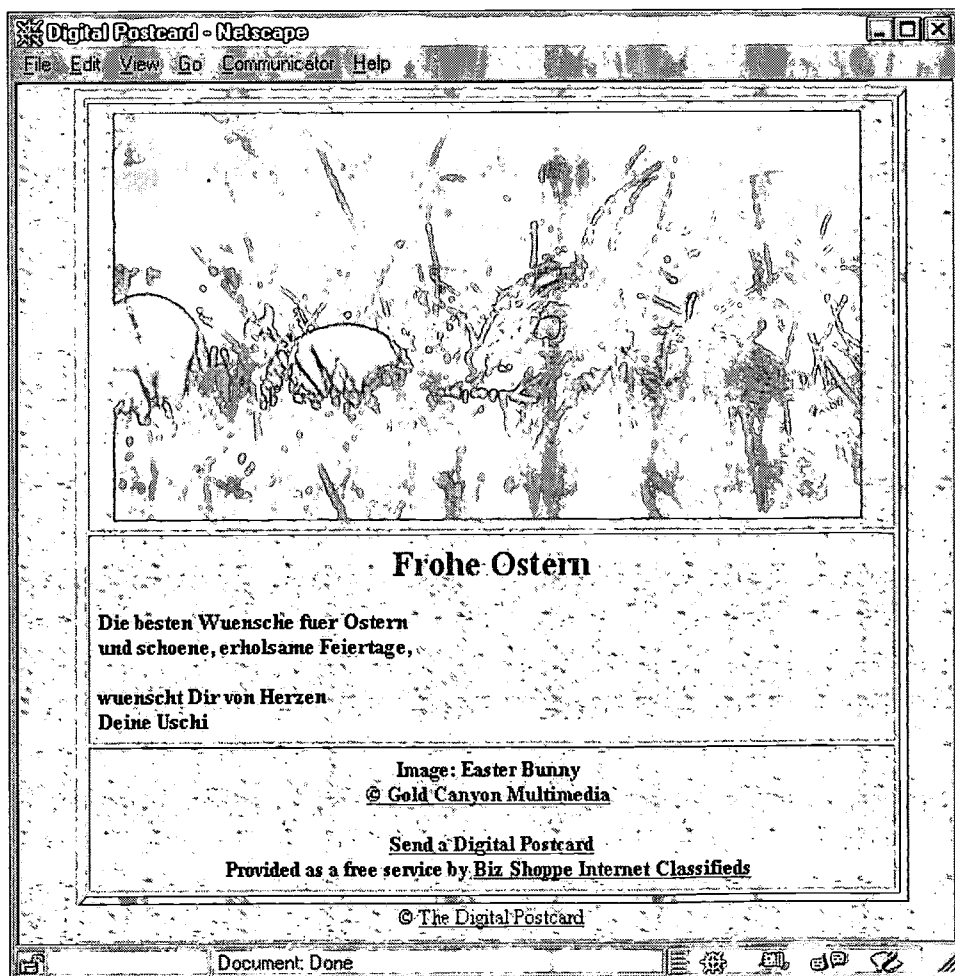 Digital Postcard - Netscape
File Edit View Go Communicator Help
Frohe Ostern
Die besten Wuensche fuer Ostern
und schoene, erholsame Feiertage,
wuenscht Dir von Herzen
Deine Uschi
Image: Easter Bunny
© Gold Canyon Multimedia
Send a Digital Postcard
Provided as a free service by Biz Shoppe Internet Classifieds
© The Digital Postcard
Document: Done